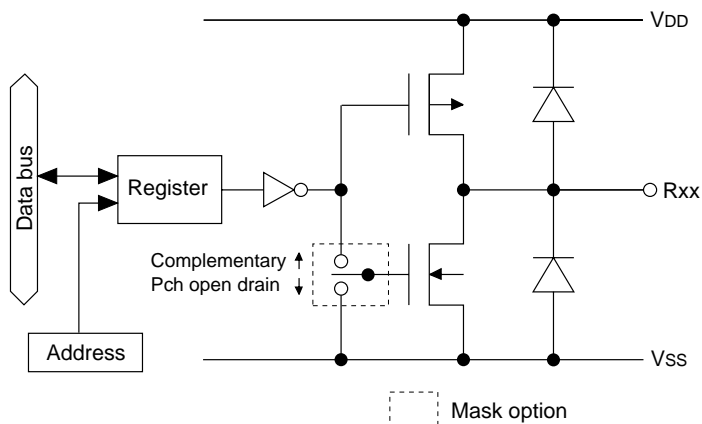 VDD
Data bus
Register
Rxx
Complementary
Pch open drain
Address
VSS
Mask option